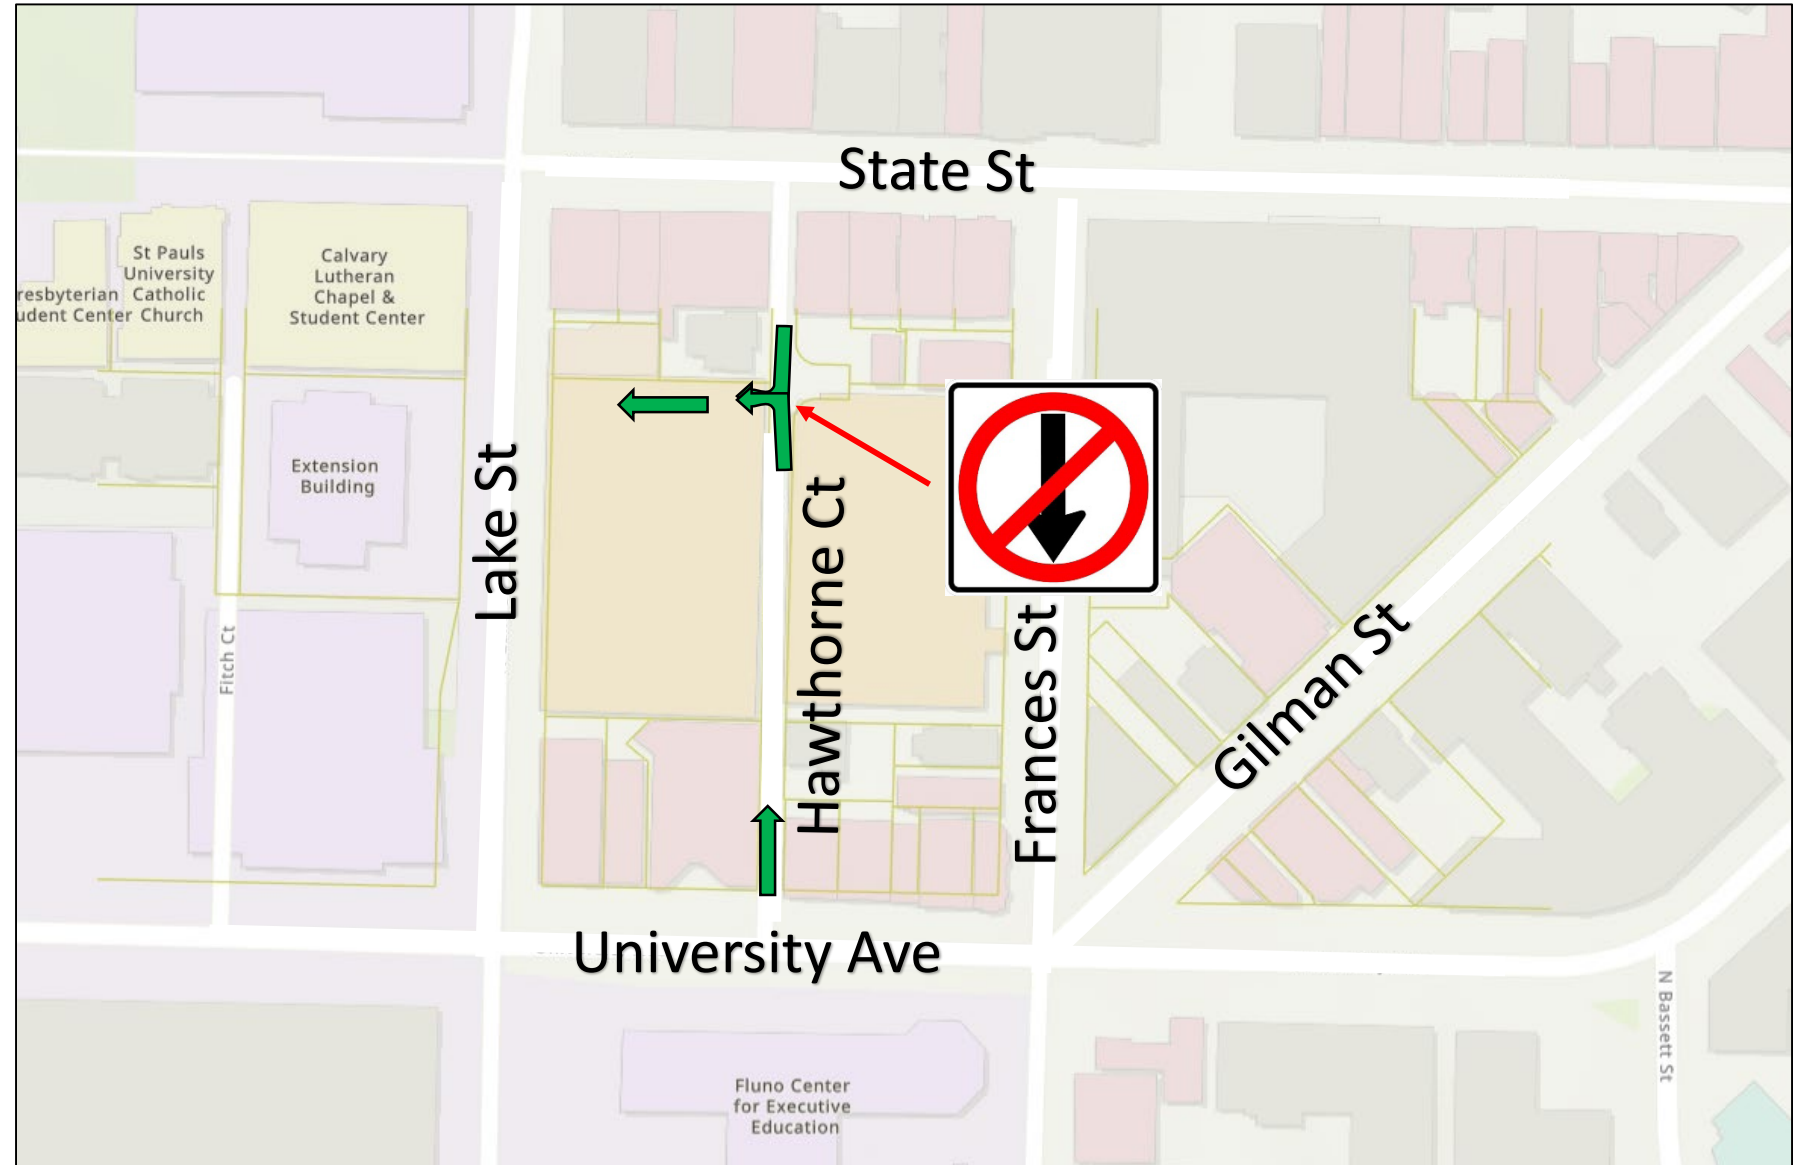 State St
St Pauls
University
Catholic
Church
resbyterian
udent Center
Calvary
Lutheran
Chapel &
Student Center
Extension
Building
Lake St
Hawthorne Ct
Frances St
Gilman St
Fitch Ct
University Ave
N Bassett St
Fluno Center
for Executive
Education